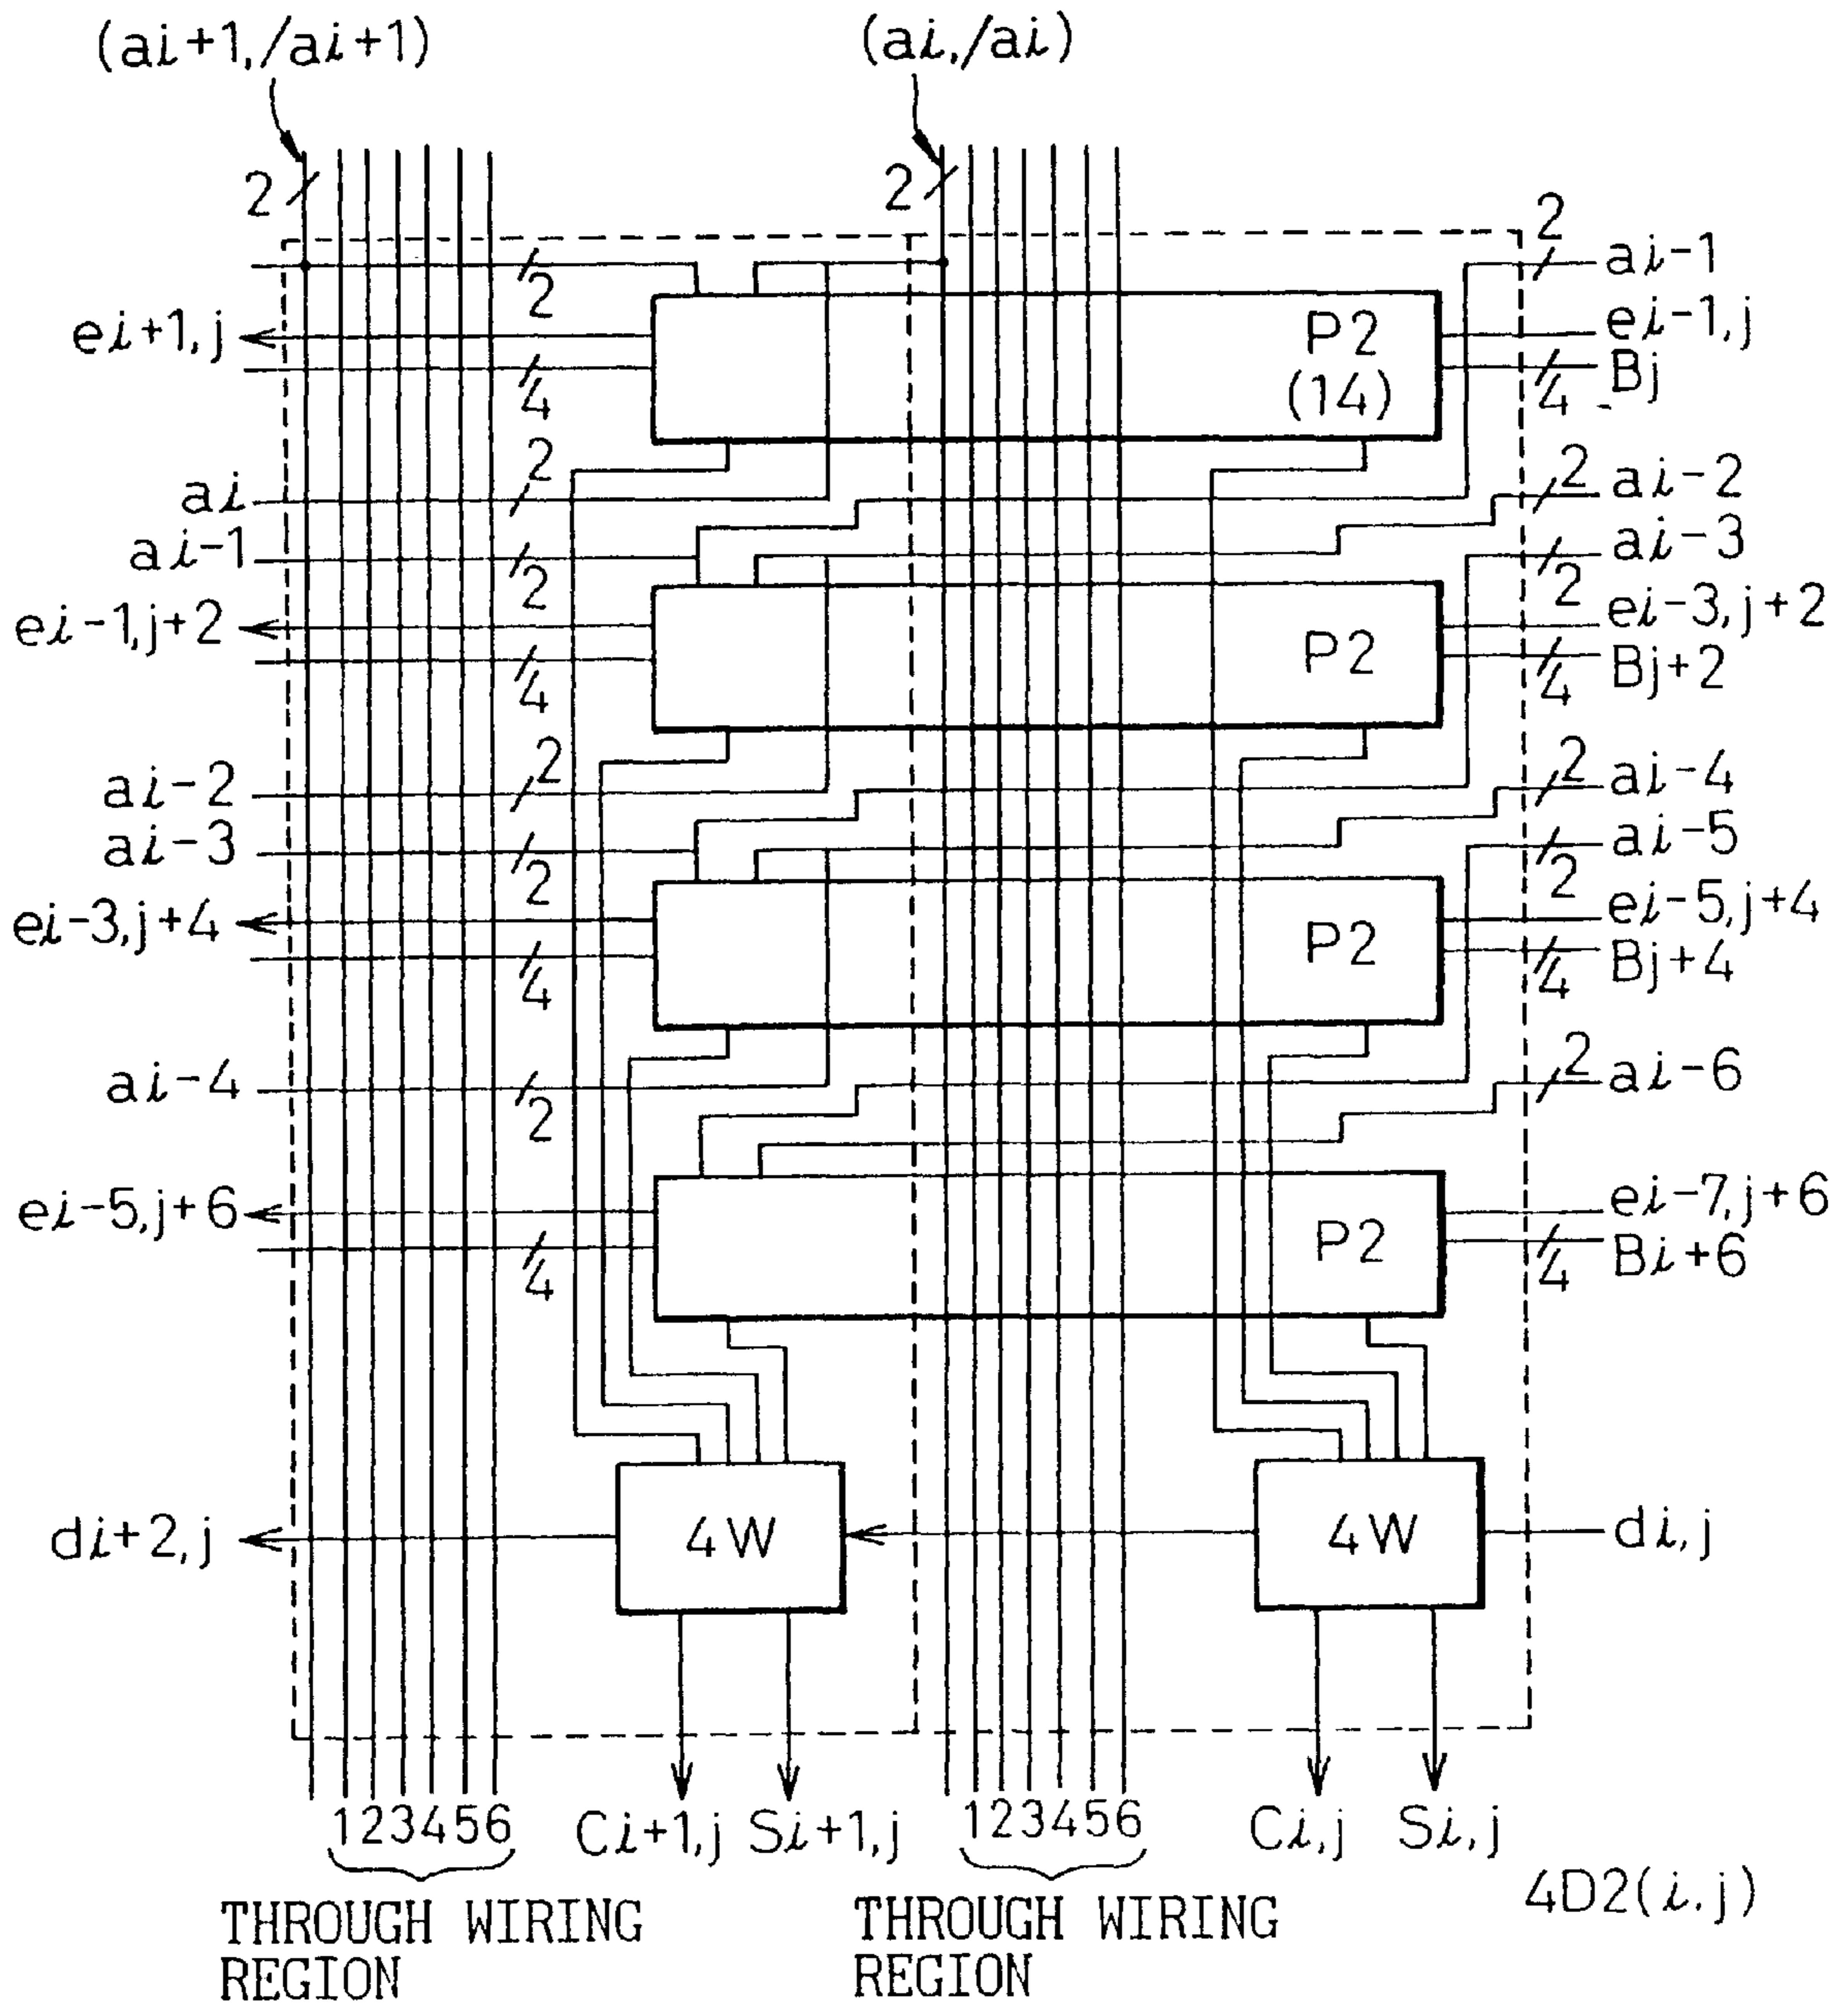 (ai+1,/ai+1) (ai,/ai)
2 2 2
2 ai-1
ei+1,j P2 ei-1,j
4 (14) 4 Bj
2 2 ai-2
ai
ai-1 2 ai-3
2
ei-1,j+2 ei-3,j+2
4 P2 4 Bj+2
2 2 ai-4
ai-2
ai-3 2 ai-5
2
ei-3,j+4 ei-5,j+4
4 P2 4 Bj+4
2 ai-6
ai-4 2
ei-5,j+6 ei-7,j+6
4 P2 4 Bi+6
di+2,j 4W 4W di,j
123456 Ci+1,j Si+1,j 123456 Ci,j Si,j
4D2(i.j)
THROUGH WIRING REGION
THROUGH WIRING REGION